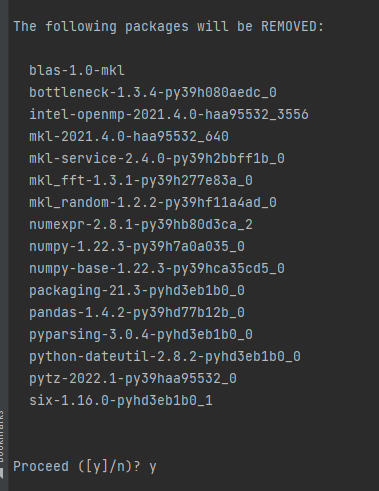 The following packages will be REMOVED:
blas-1.0-mkl
bottleneck-1.3.4-py39h080aedc_0
intel-openmp-2021.4.0-haa95532_3556
mkl-2021.4.0-haa95532_640
mkl-service-2.4.0-py39h2bbff1b_0
mkl_fft-1.3.1-py39h277e83a_0
mkl_random-1.2.2-py39hf11a4ad_0
numexpr-2.8.1-py39hb80d3ca_2
numpy-1.22.3-py39h7a0a035_0
numpy-base-1.22.3-py39hca35cd5_0
packaging-21.3-pyhd3eb1b0_0
pandas-1.4.2-py39hd77b12b_0
pyparsing-3.0.4-pyhd3eb1b0_0
python-dateutil-2.8.2-pyhd3eb1b0_0
pytz-2022.1-py39haa95532_0
six-1.16.0-pyhd3eb1b0_1
Proceed ([y]/n)? y